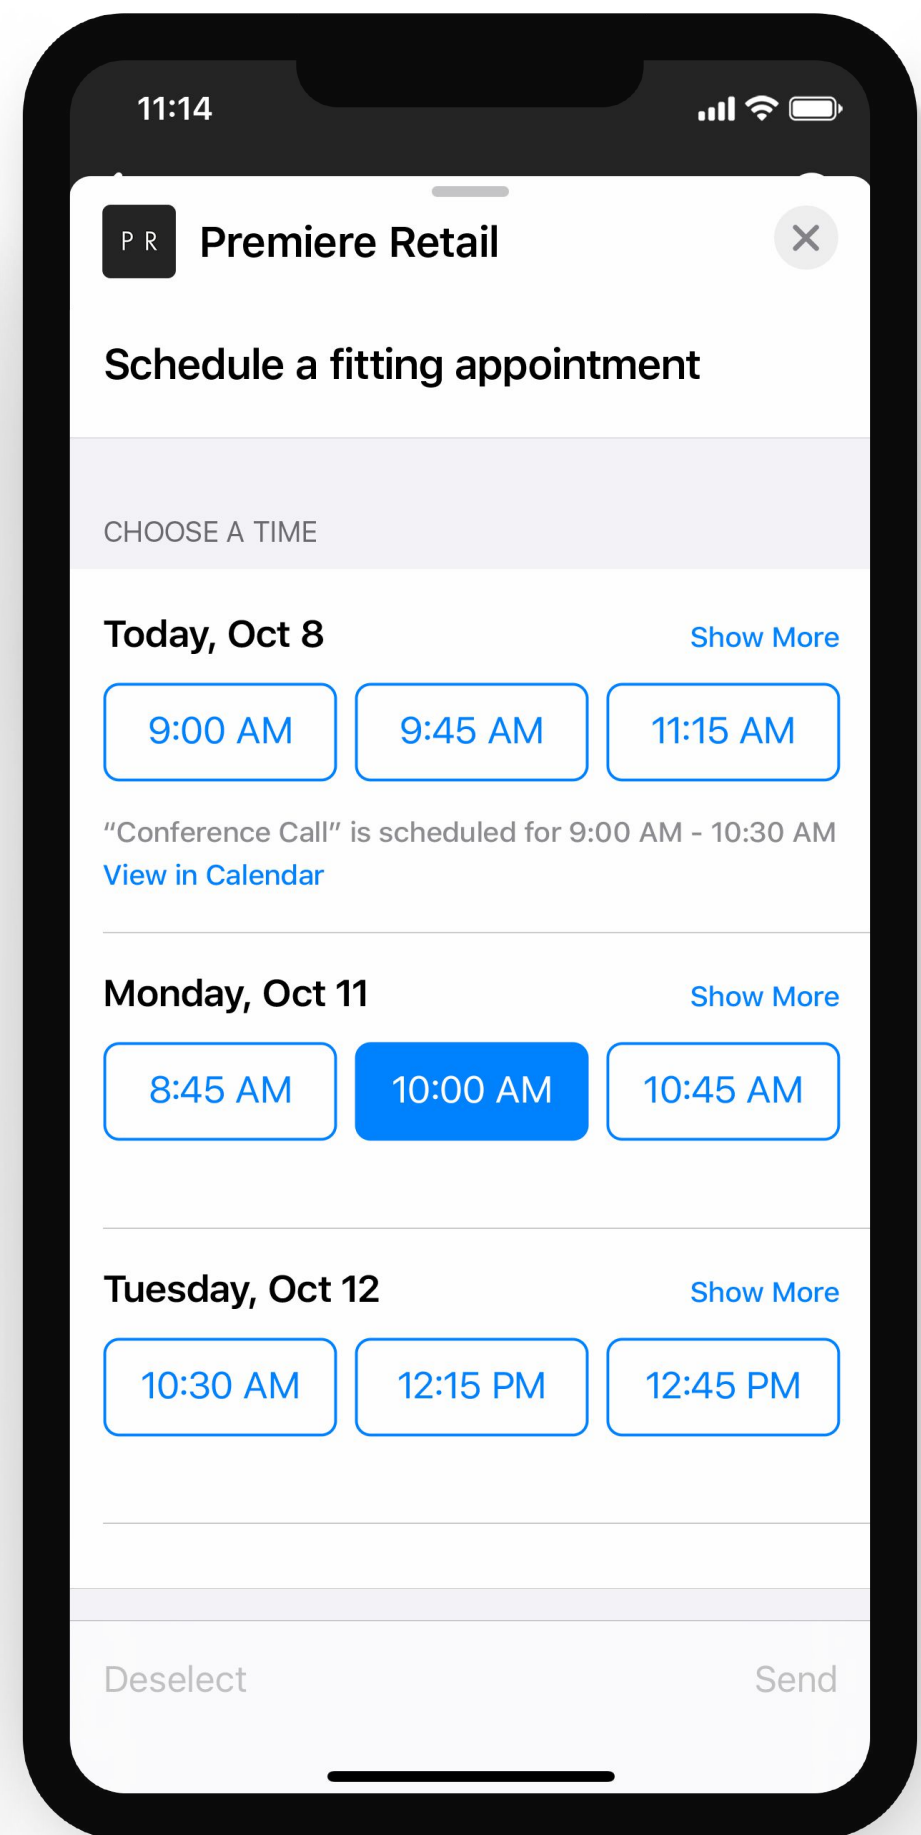 11:14
P R Premiere Retail
Schedule a fitting appointment
CHOOSE A TIME
Today, Oct 8 Show More
9:00 AM 9:45 AM 11:15 AM
“Conference Call” is scheduled for 9:00 AM - 10:30 AM
View in Calendar
Monday, Oct 11 Show More
8:45 AM 10:00 AM 10:45 AM
Tuesday, Oct 12 Show More
10:30 AM 12:15 PM 12:45 PM
Deselect Send